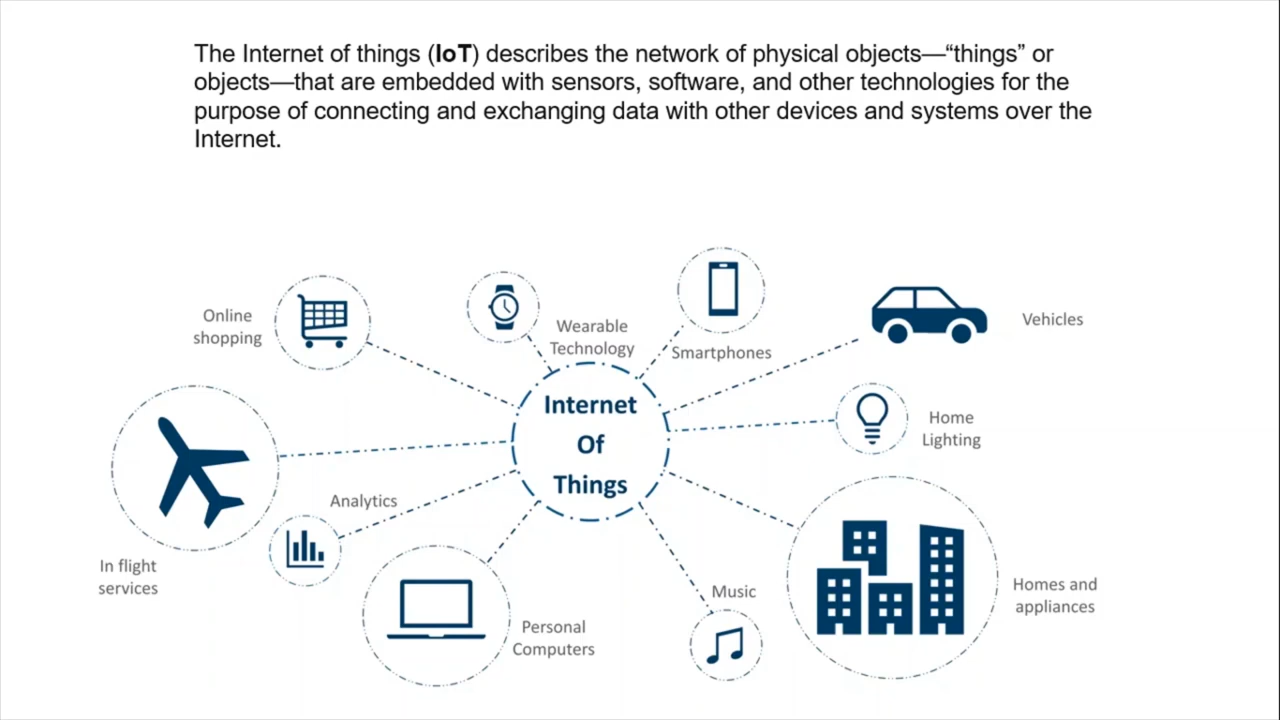 The Internet of things (IoT) describes the network of physical objects—“things” or
objects—that are embedded with sensors, software, and other technologies for the
purpose of connecting and exchanging data with other devices and systems over the
Internet.
Online
shopping
Wearable
Technology
Smartphones
Vehicles
Internet
Of
Things
Home
Lighting
In flight
services
Analytics
Personal
Computers
Music
Homes and
appliances